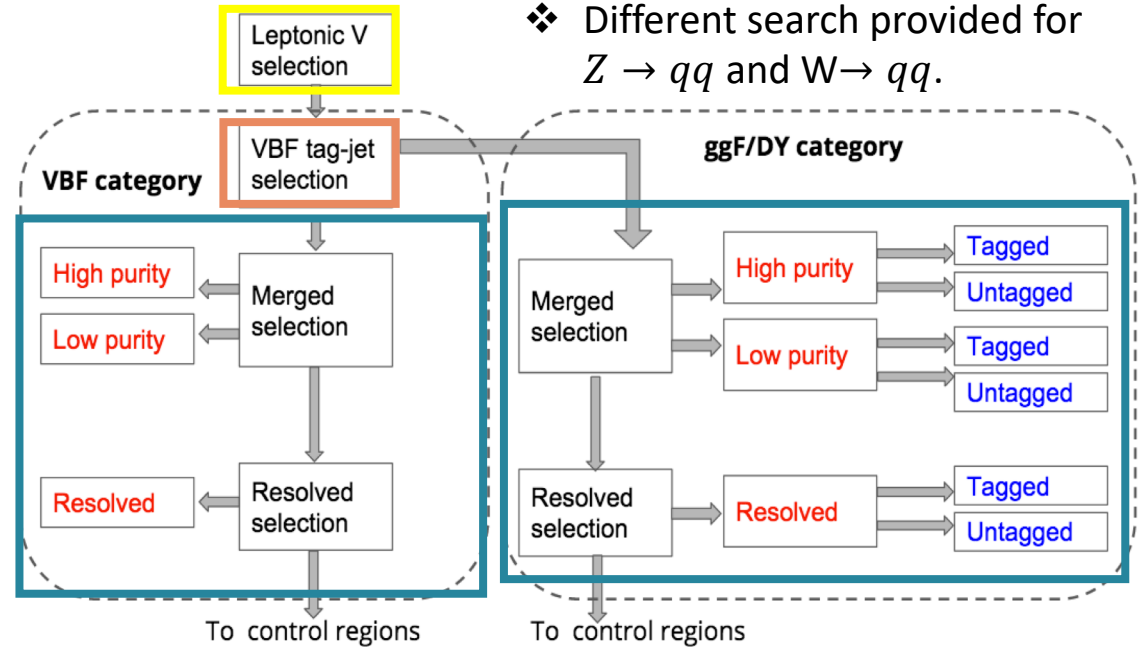 Leptonic V
selection
❖ Different search provided for
𝑍 → 𝑞𝑞 and W→ 𝑞𝑞.
VBF category
VBF tag-jet
selection
High purity
Low purity
Merged
selection
Resolved
Resolved
selection
To control regions
ggF/DY category
Merged
selection
High purity
Tagged
Untagged
Low purity
Tagged
Untagged
Resolved
selection
Resolved
Tagged
Untagged
To control regions